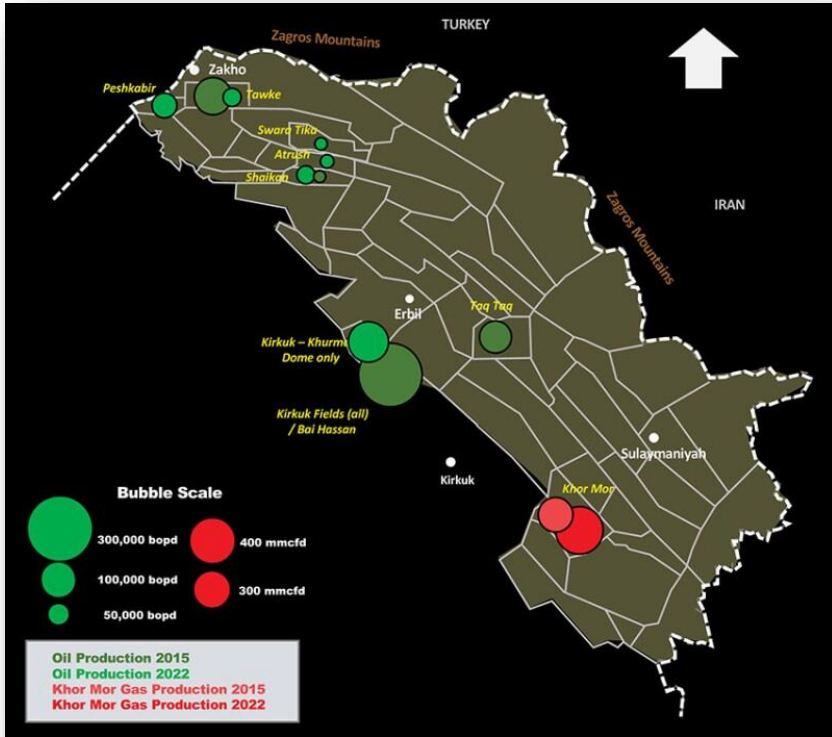 TURKEY
Zagros Mountains
Zakho
Peshkabir
Tawke
Swara Tika
Atrush
Shaikan
IRAN
Zagros Mountains
Erbil
Taq Taq
Kirkuk – Khurma
Dome only
Kirkuk Fields (all)
/ Bai Hassan
Sulaymaniyah
Kirkuk
Khor Mor
Bubble Scale
300,000 bopd
400 mmcfd
100,000 bopd
300 mmcfd
50,000 bopd
Oil Production 2015
Oil Production 2022
Khor Mor Gas Production 2015
Khor Mor Gas Production 2022